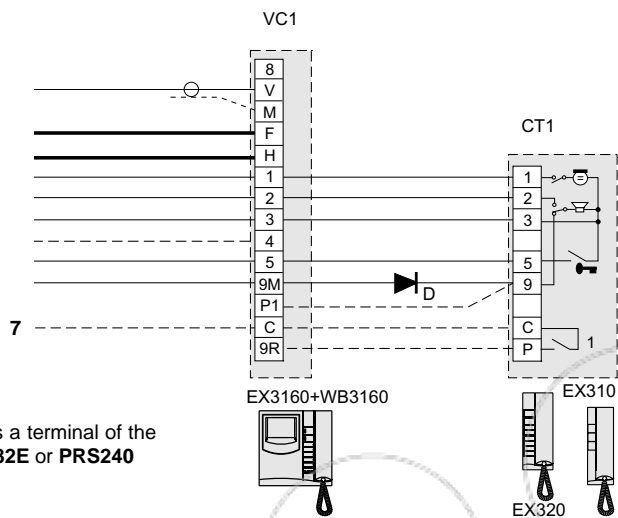 VC1
CT1
8
V
M
F
H
1
2
3
4
5
9M
P1
C
9R
D
7
1
2
3
5
9
C
P
1
EX3160+WB3160
EX310
EX320
s a terminal of the
32E or PRS240